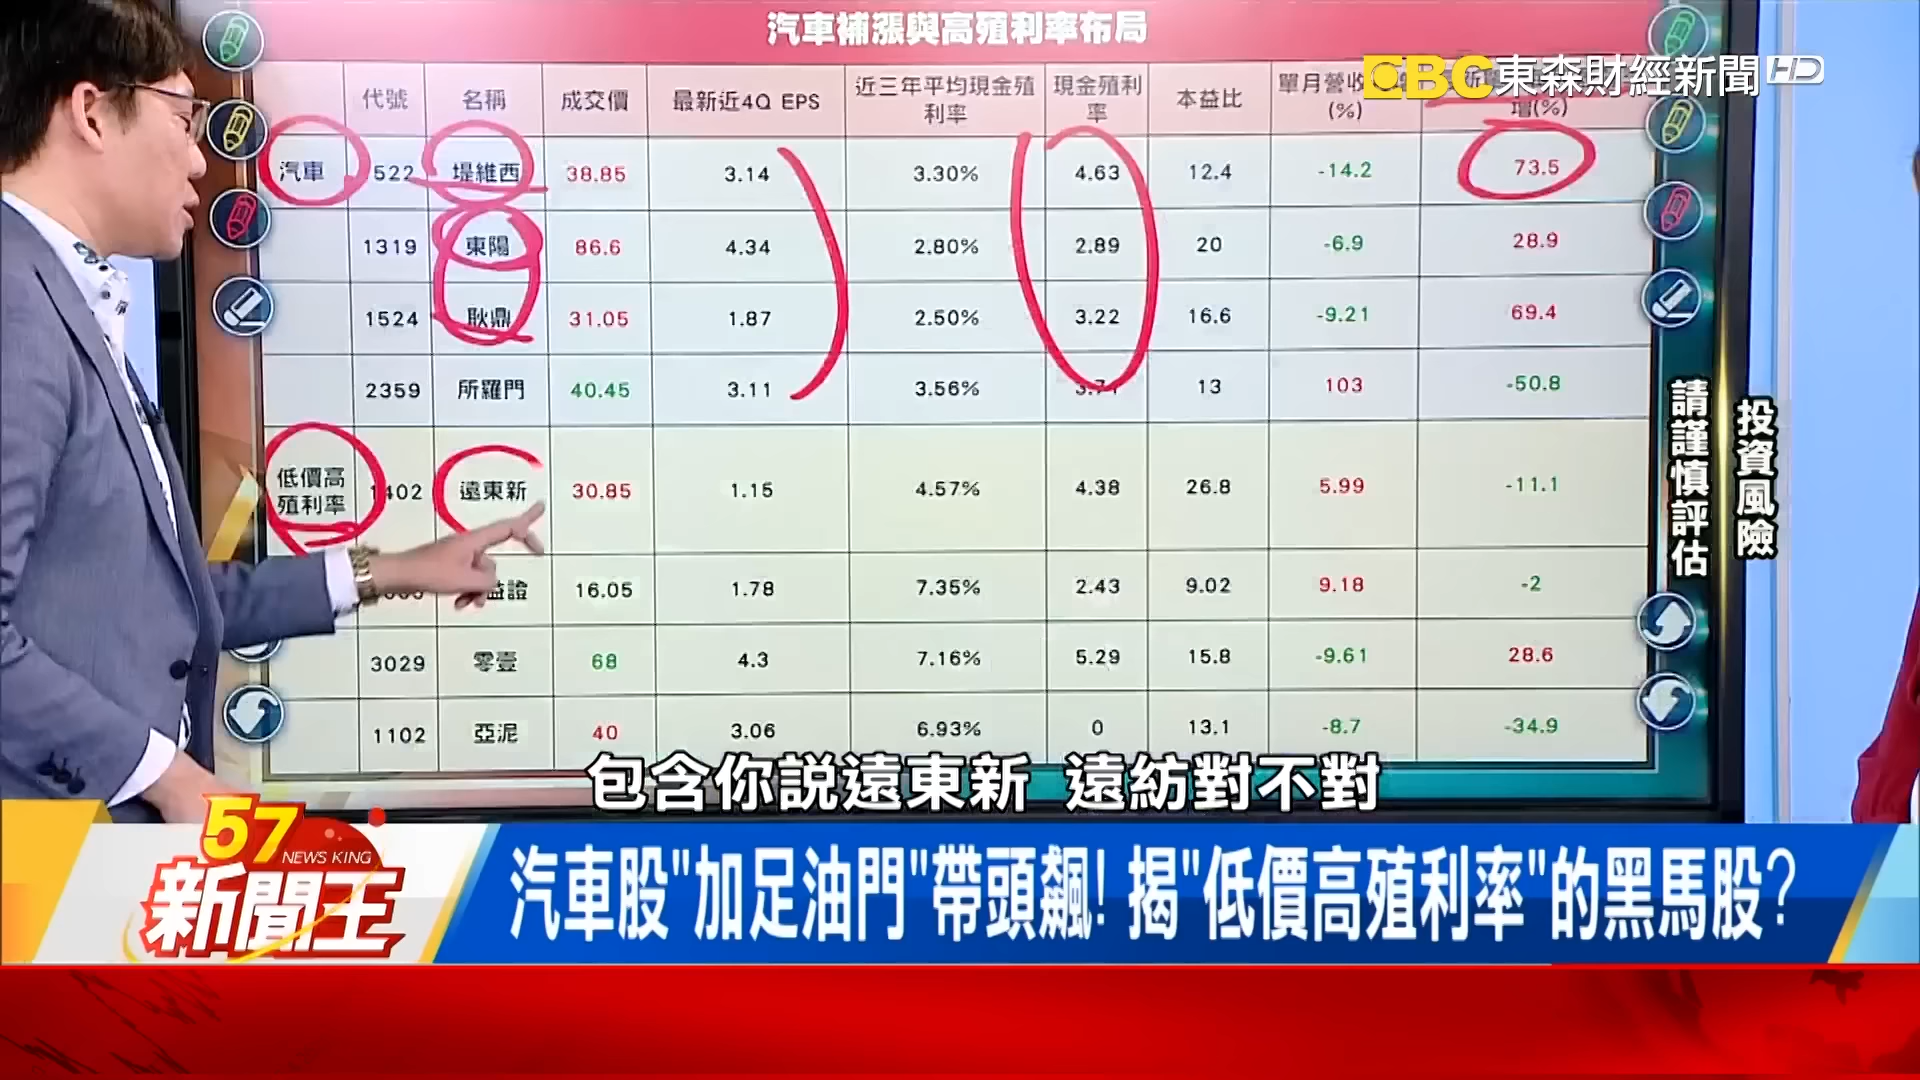 汽車補漲與高殖利率布局
EBC東森財經新聞HD
代號 名稱 成交價 最新近4Q EPS 近三年平均現金殖利率 現金殖利率 本益比 單月營收 (%) 增(%)
汽車 522 堤維西 38.85 3.14 3.30% 4.63 12.4 -14.2 73.5
1319 東陽 86.6 4.34 2.80% 2.89 20 -6.9 28.9
1524 耿鼎 31.05 1.87 2.50% 3.22 16.6 -9.21 69.4
2359 所羅門 40.45 3.11 3.56% 13 103 -50.8
低價高殖利率 1402 遠東新 30.85 1.15 4.57% 4.38 26.8 5.99 -11.1
證 16.05 1.78 7.35% 2.43 9.02 9.18 -2
3029 零壹 68 4.3 7.16% 5.29 15.8 -9.61 28.6
1102 亞泥 40 3.06 6.93% 0 13.1 -8.7 -34.9
投資風險
請謹慎評估
包含你說遠東新 遠紡對不對
57
NEWS KING
新聞王
汽車股"加足油門"帶頭飆! 揭"低價高殖利率"的黑馬股?